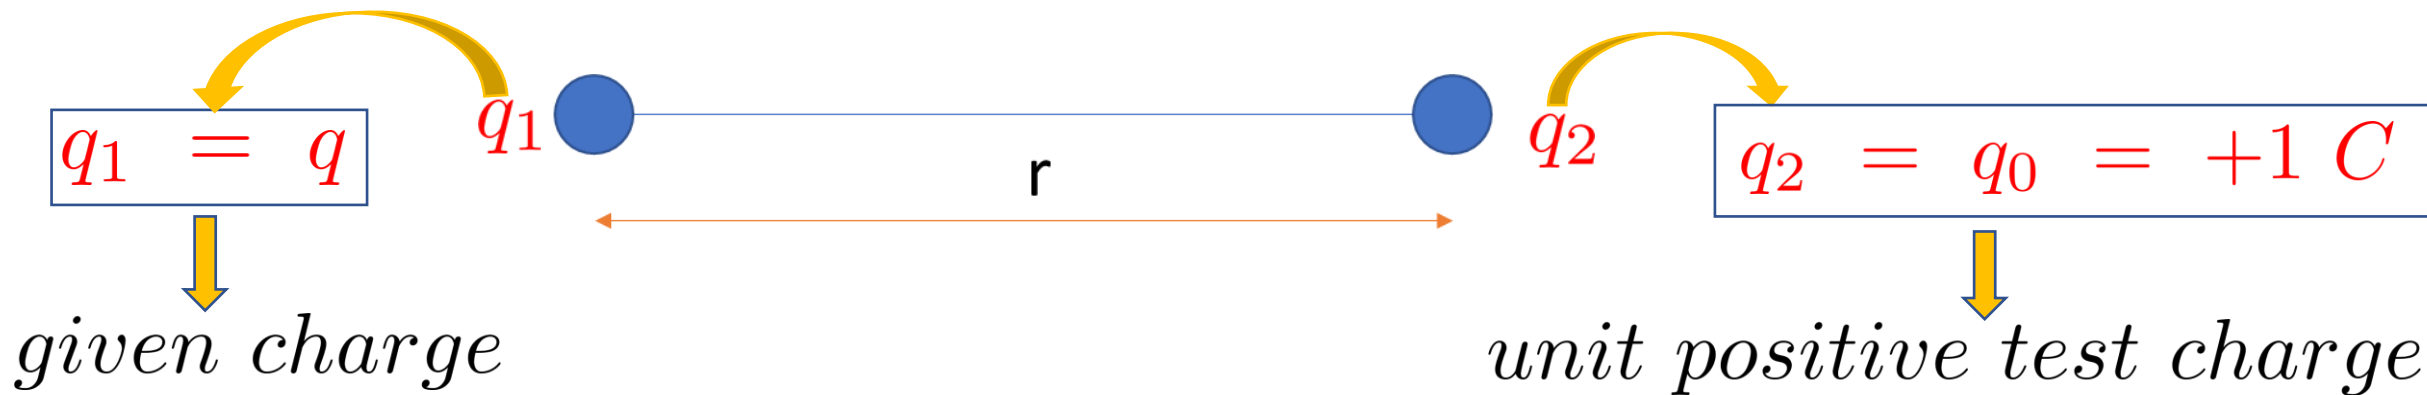 q₁ = q
q₁
r
q₂
q₂ = q₀ = +1 C
given charge
unit positive test charge